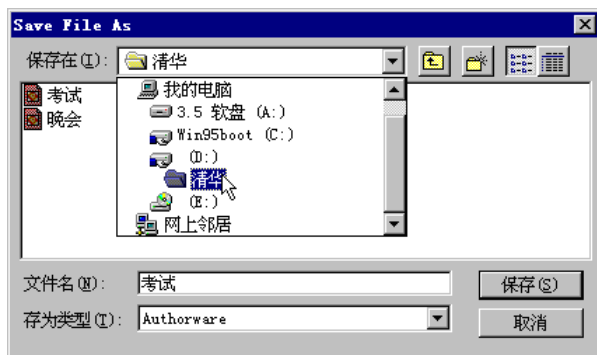 Save File As
保存在(I):
清华
考试
晚会
我的电脑
3.5 软盘 (A:)
Win95boot (C:)
(D:)
清华
(E:)
网上邻居
文件名(N):
考试
保存(S)
存为类型(T):
Authorware
取消